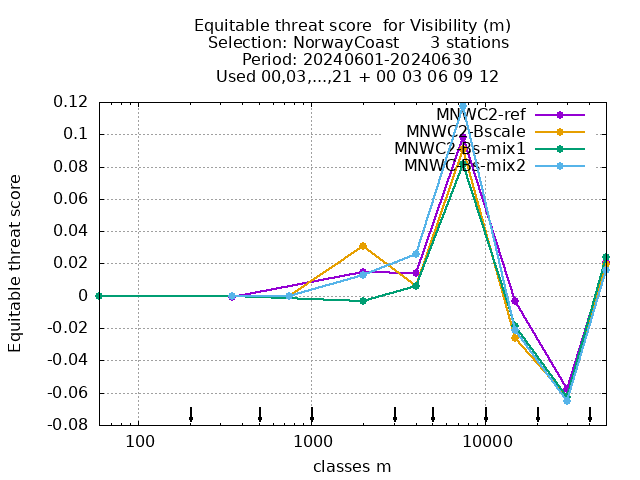 Equitable threat score  for Visibility (m)
Selection: NorwayCoast      3 stations
Period: 20240601-20240630
Used 00,03,...,21 + 00 03 06 09 12
Equitable threat score
0.12
0.1
0.08
0.06
0.04
0.02
0
-0.02
-0.04
-0.06
-0.08
MNWC2-ref
MNWC2-Bscale
MNWC2-Bs-mix1
MNWC-Bs-mix2
100
1000
10000
classes m